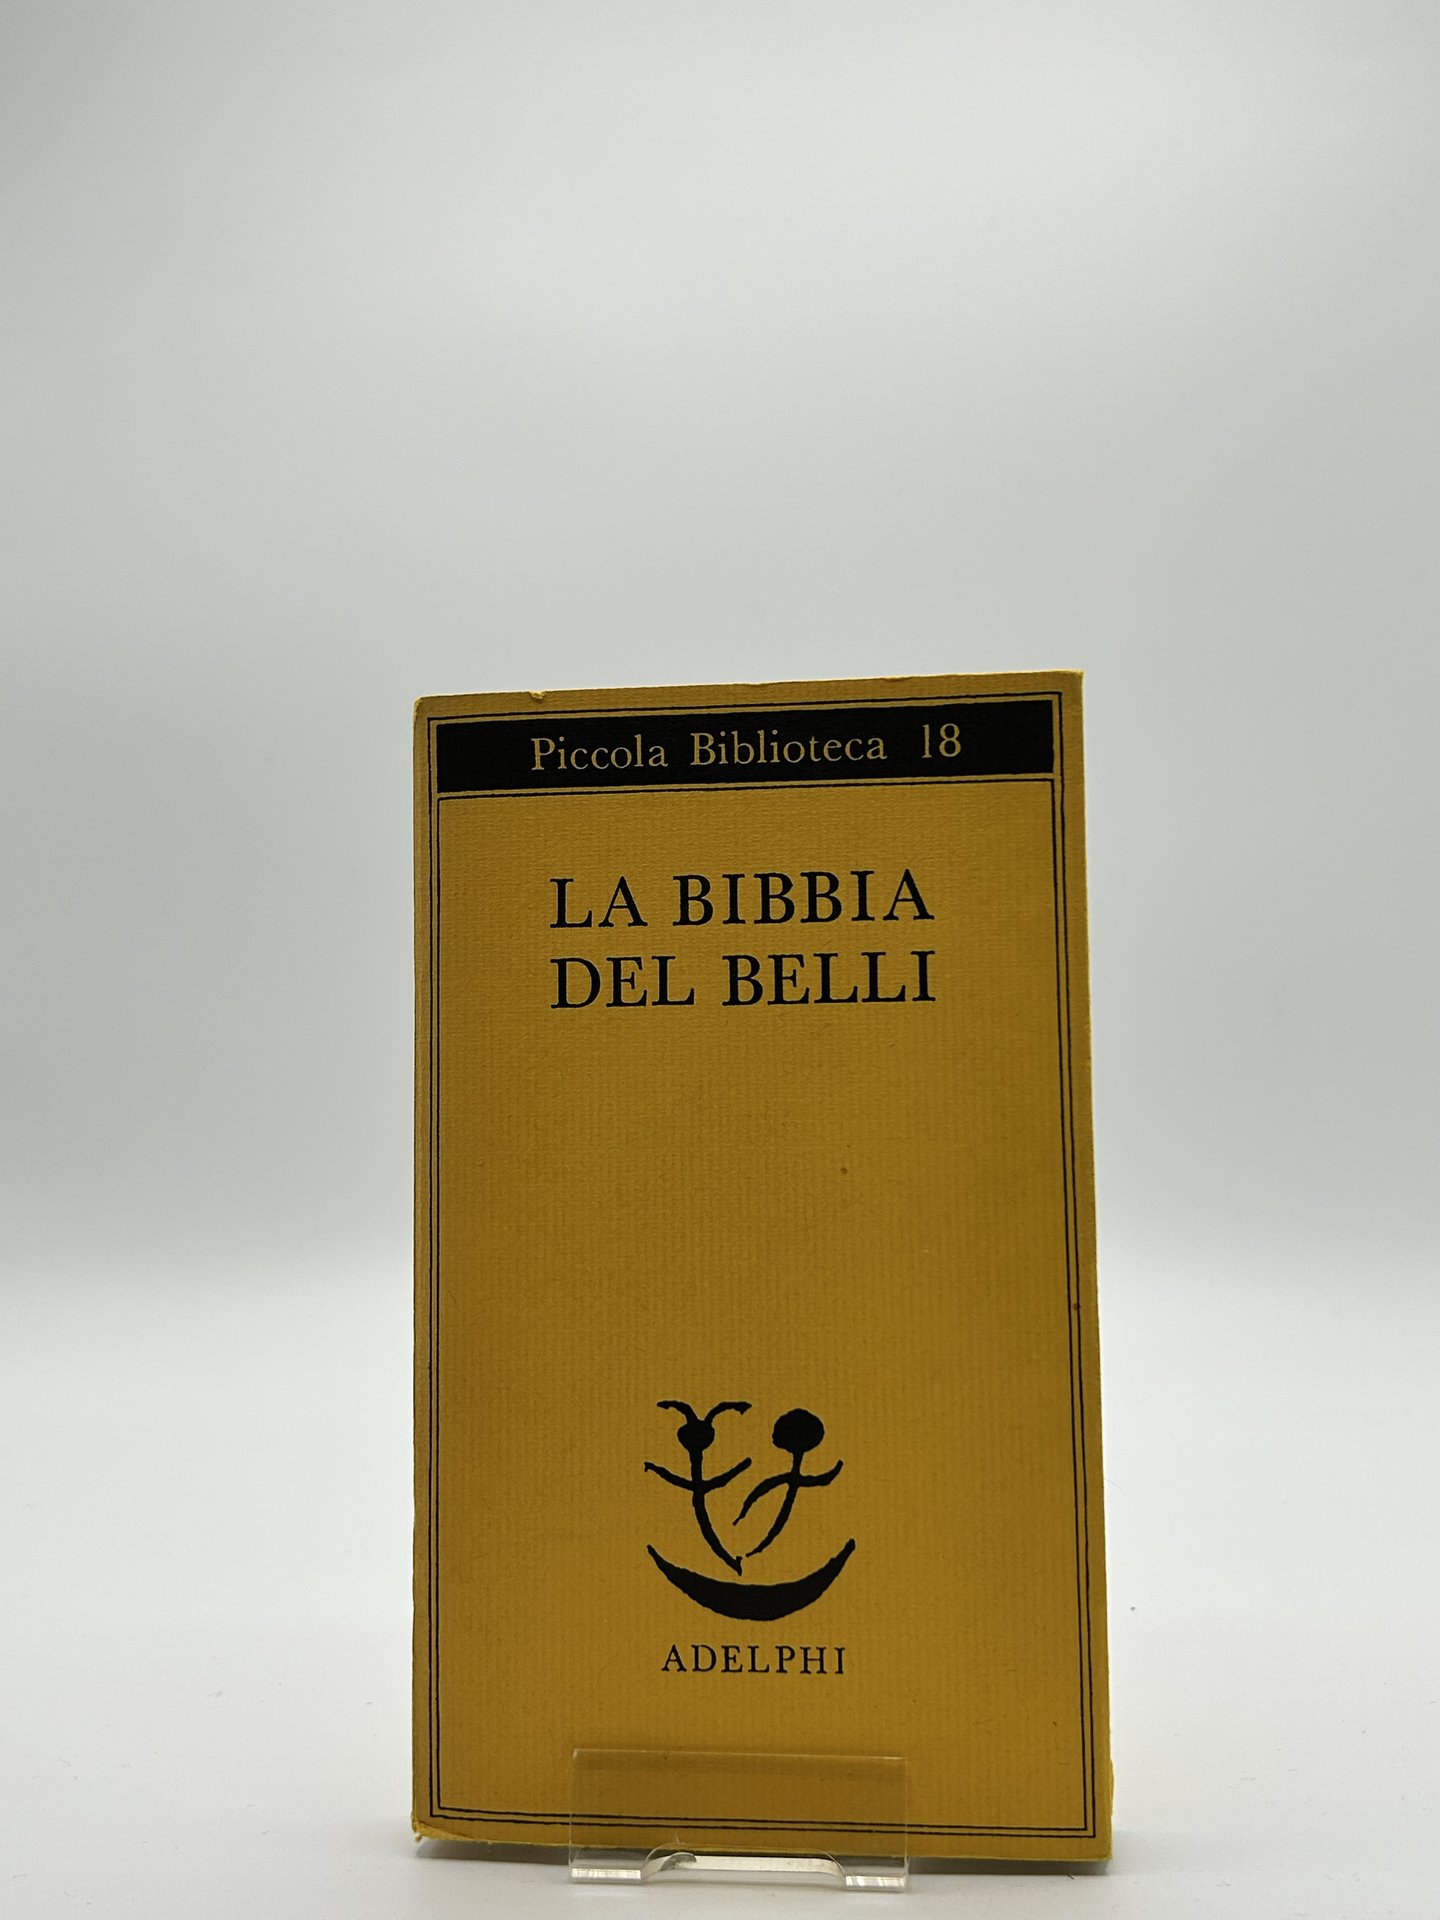 Piccola Biblioteca 18
LA BIBBIA
DEL BELLI
ADELPHI